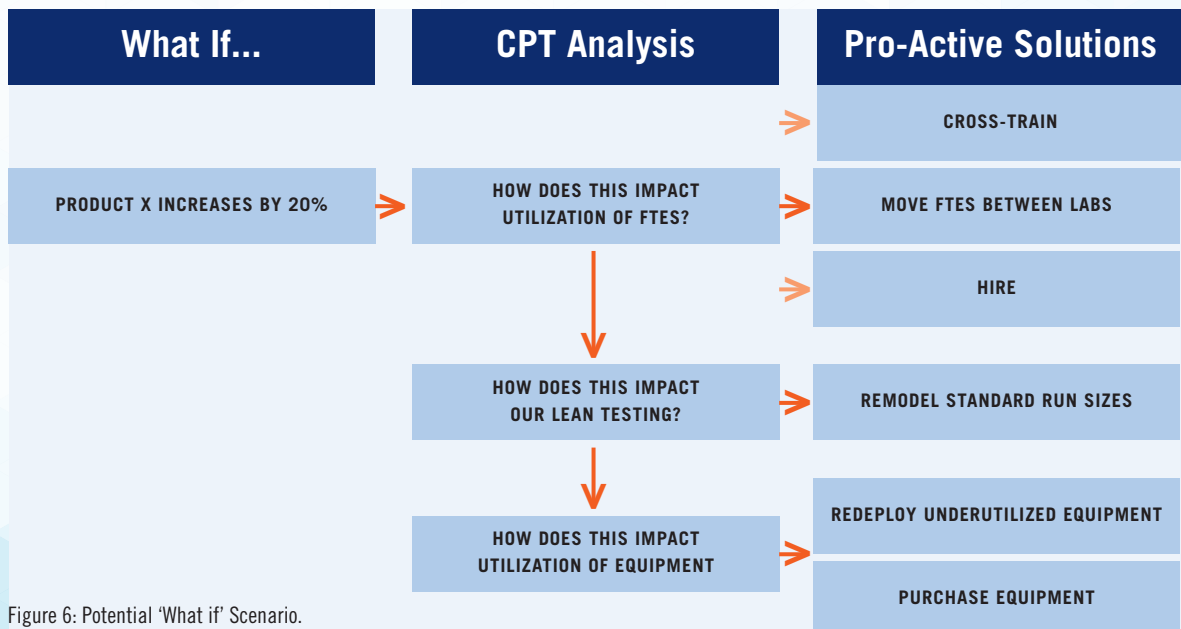 What If...
CPT Analysis
Pro-Active Solutions
CROSS-TRAIN
PRODUCT X INCREASES BY 20%
HOW DOES THIS IMPACT
UTILIZATION OF FTES?
MOVE FTES BETWEEN LABS
HIRE
HOW DOES THIS IMPACT
OUR LEAN TESTING?
REMODEL STANDARD RUN SIZES
HOW DOES THIS IMPACT
UTILIZATION OF EQUIPMENT
REDEPLOY UNDERUTILIZED EQUIPMENT
PURCHASE EQUIPMENT
Figure 6: Potential ‘What if’ Scenario.